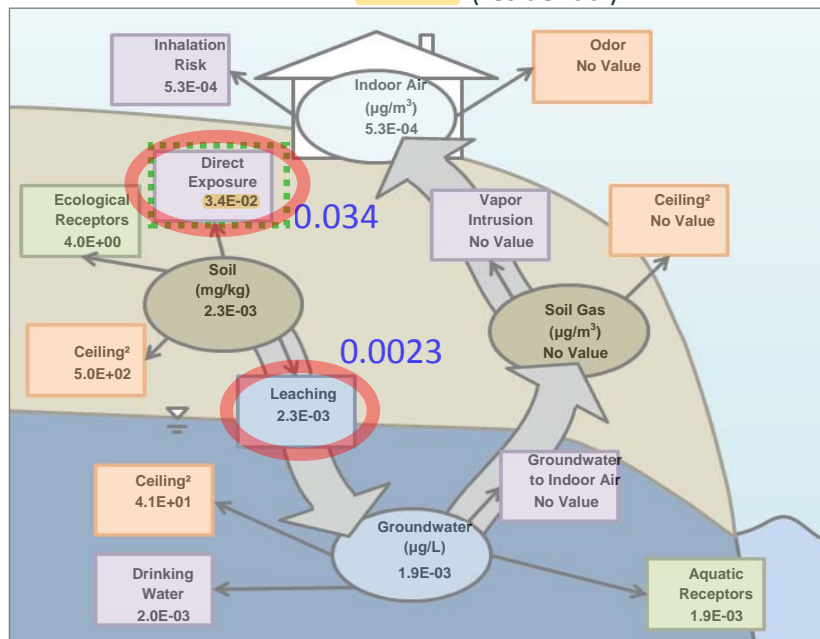 Inhalation
Risk
5.3E-04
Indoor Air
(µg/m³)
5.3E-04
Odor
No Value
Direct
Exposure
3.4E-02
0.034
Ecological
Receptors
4.0E+00
Vapor
Intrusion
No Value
Ceiling²
No Value
Soil
(mg/kg)
2.3E-03
Soil Gas
(µg/m³)
No Value
Ceiling²
5.0E+02
0.0023
Leaching
2.3E-03
Ceiling²
4.1E+01
Groundwater
to Indoor Air
No Value
Groundwater
(µg/L)
1.9E-03
Drinking
Water
2.0E-03
Aquatic
Receptors
1.9E-03